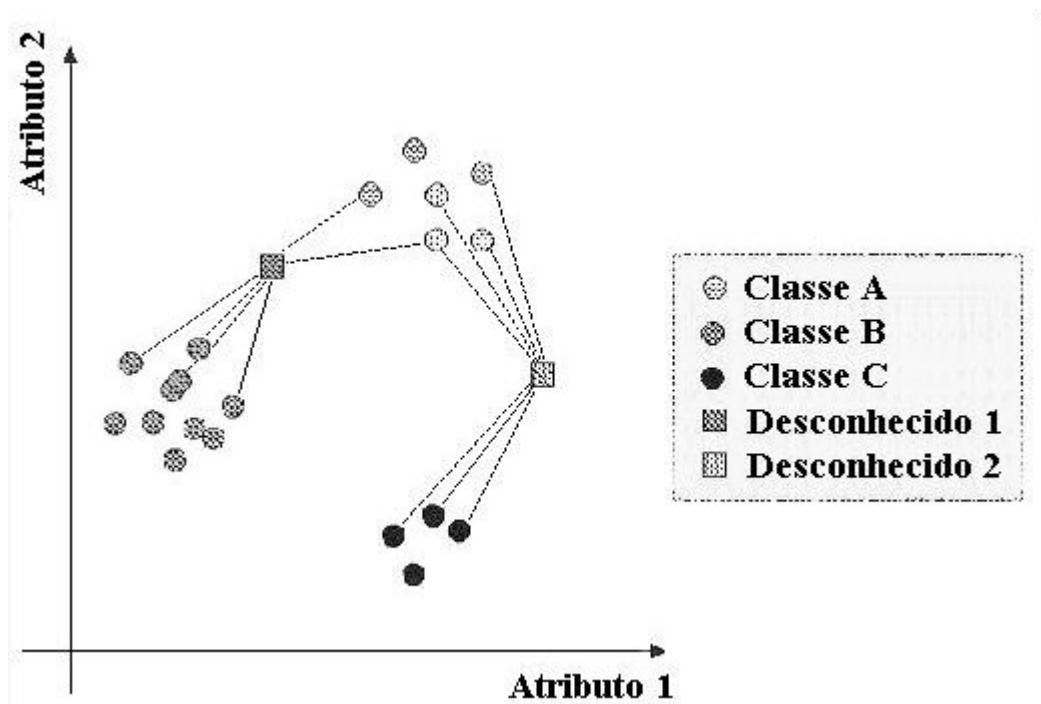 Atributo 2
Classe A
Classe B
Classe C
Desconhecido 1
Desconhecido 2
Atributo 1